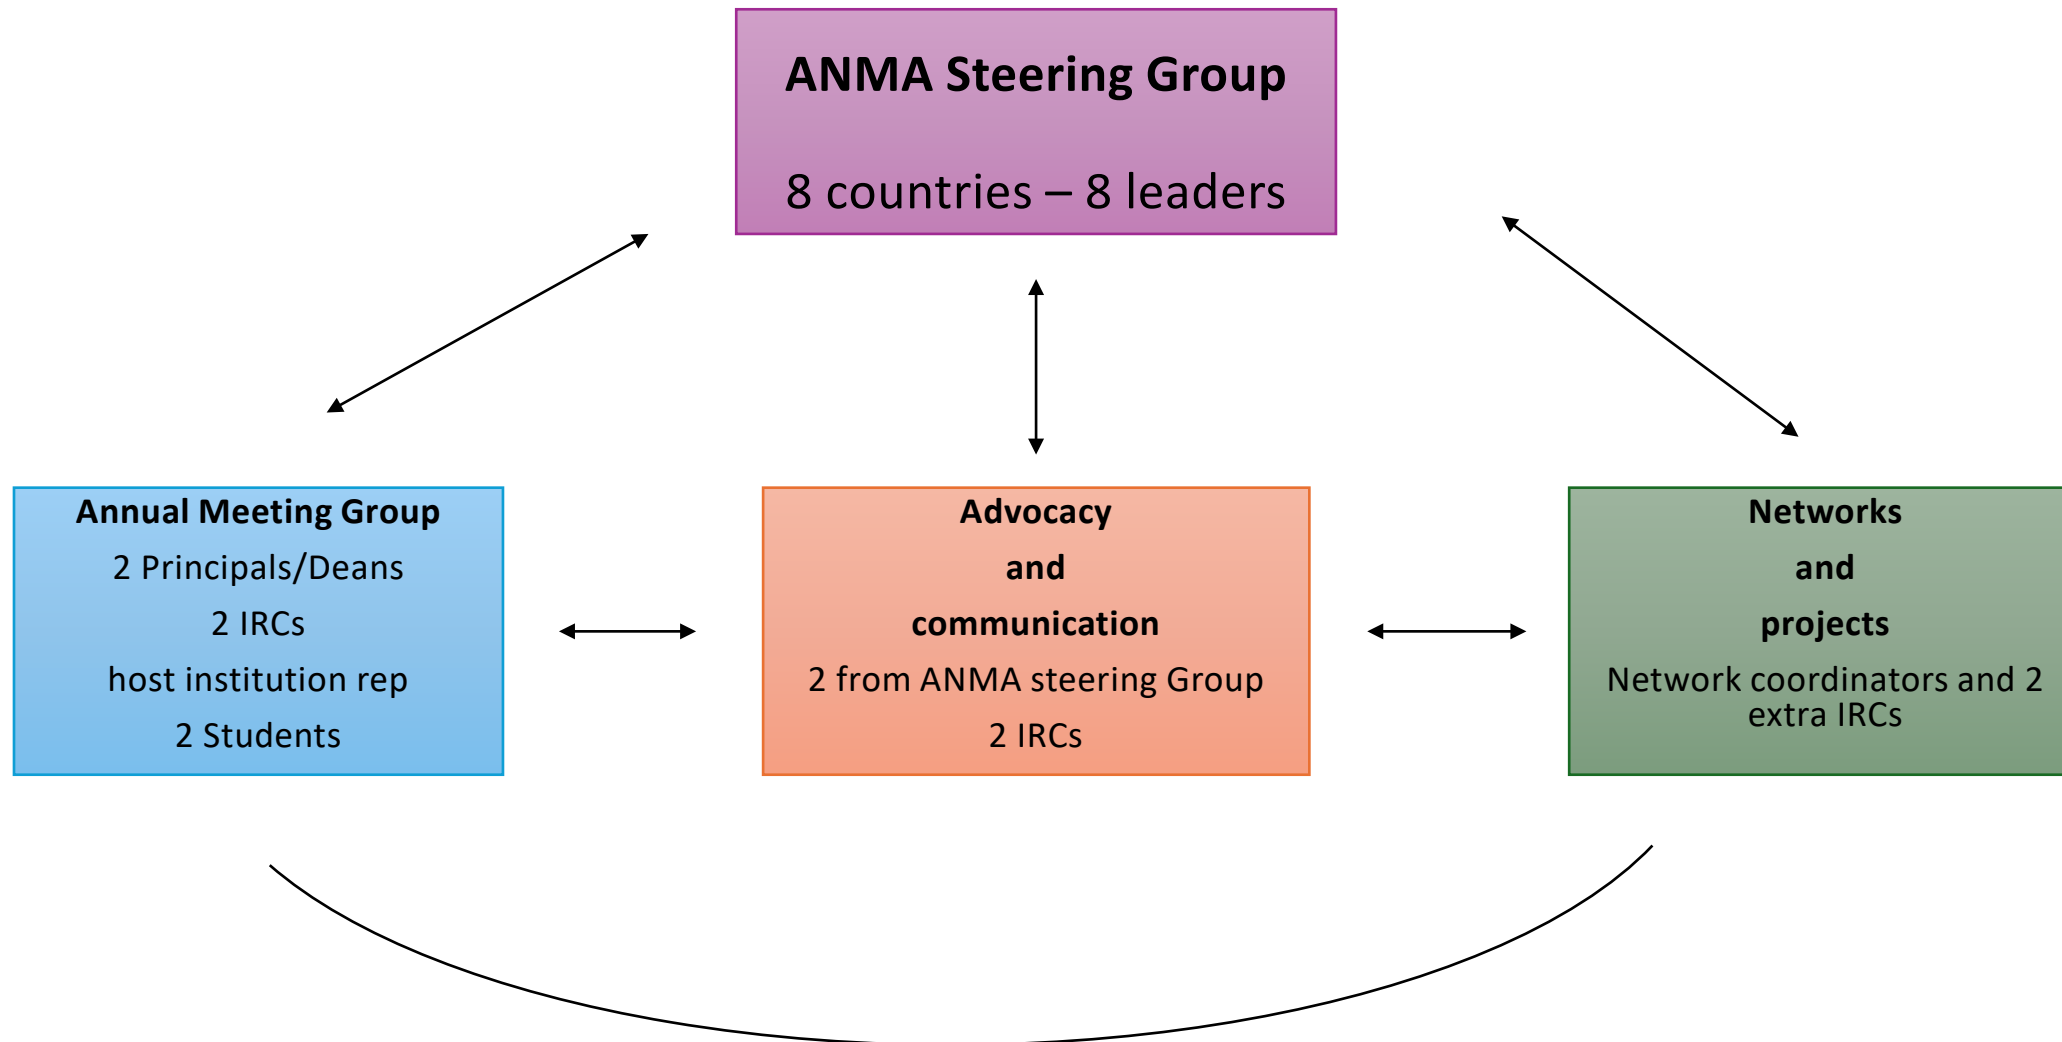 ANMA Steering Group
8 countries – 8 leaders
Annual Meeting Group
2 Principals/Deans
2 IRCs
host institution rep
2 Students
Advocacy
and
communication
2 from ANMA steering Group
2 IRCs
Networks
and
projects
Network coordinators and 2
extra IRCs